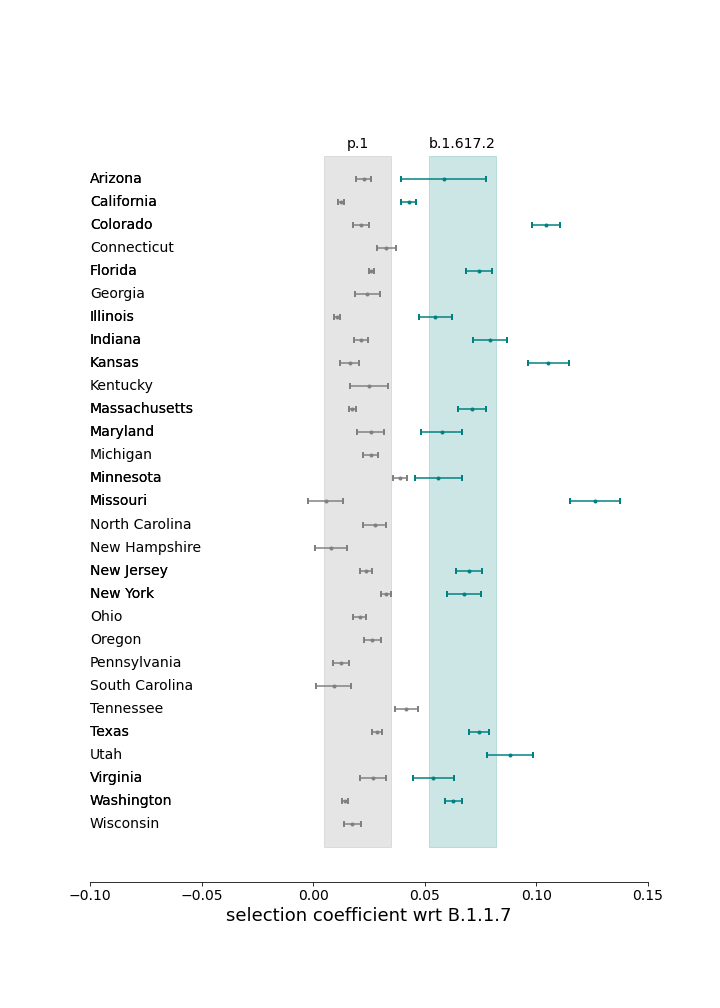 p.1 b.1.617.2
Arizona
California
Colorado
Connecticut
Florida
Georgia
Illinois
Indiana
Kansas
Kentucky
Massachusetts
Maryland
Michigan
Minnesota
Missouri
North Carolina
New Hampshire
New Jersey
New York
Ohio
Oregon
Pennsylvania
South Carolina
Tennessee
Texas
Utah
Virginia
Washington
Wisconsin
−0.10 −0.05 0.00 0.05 0.10 0.15
selection coefficient wrt B.1.1.7